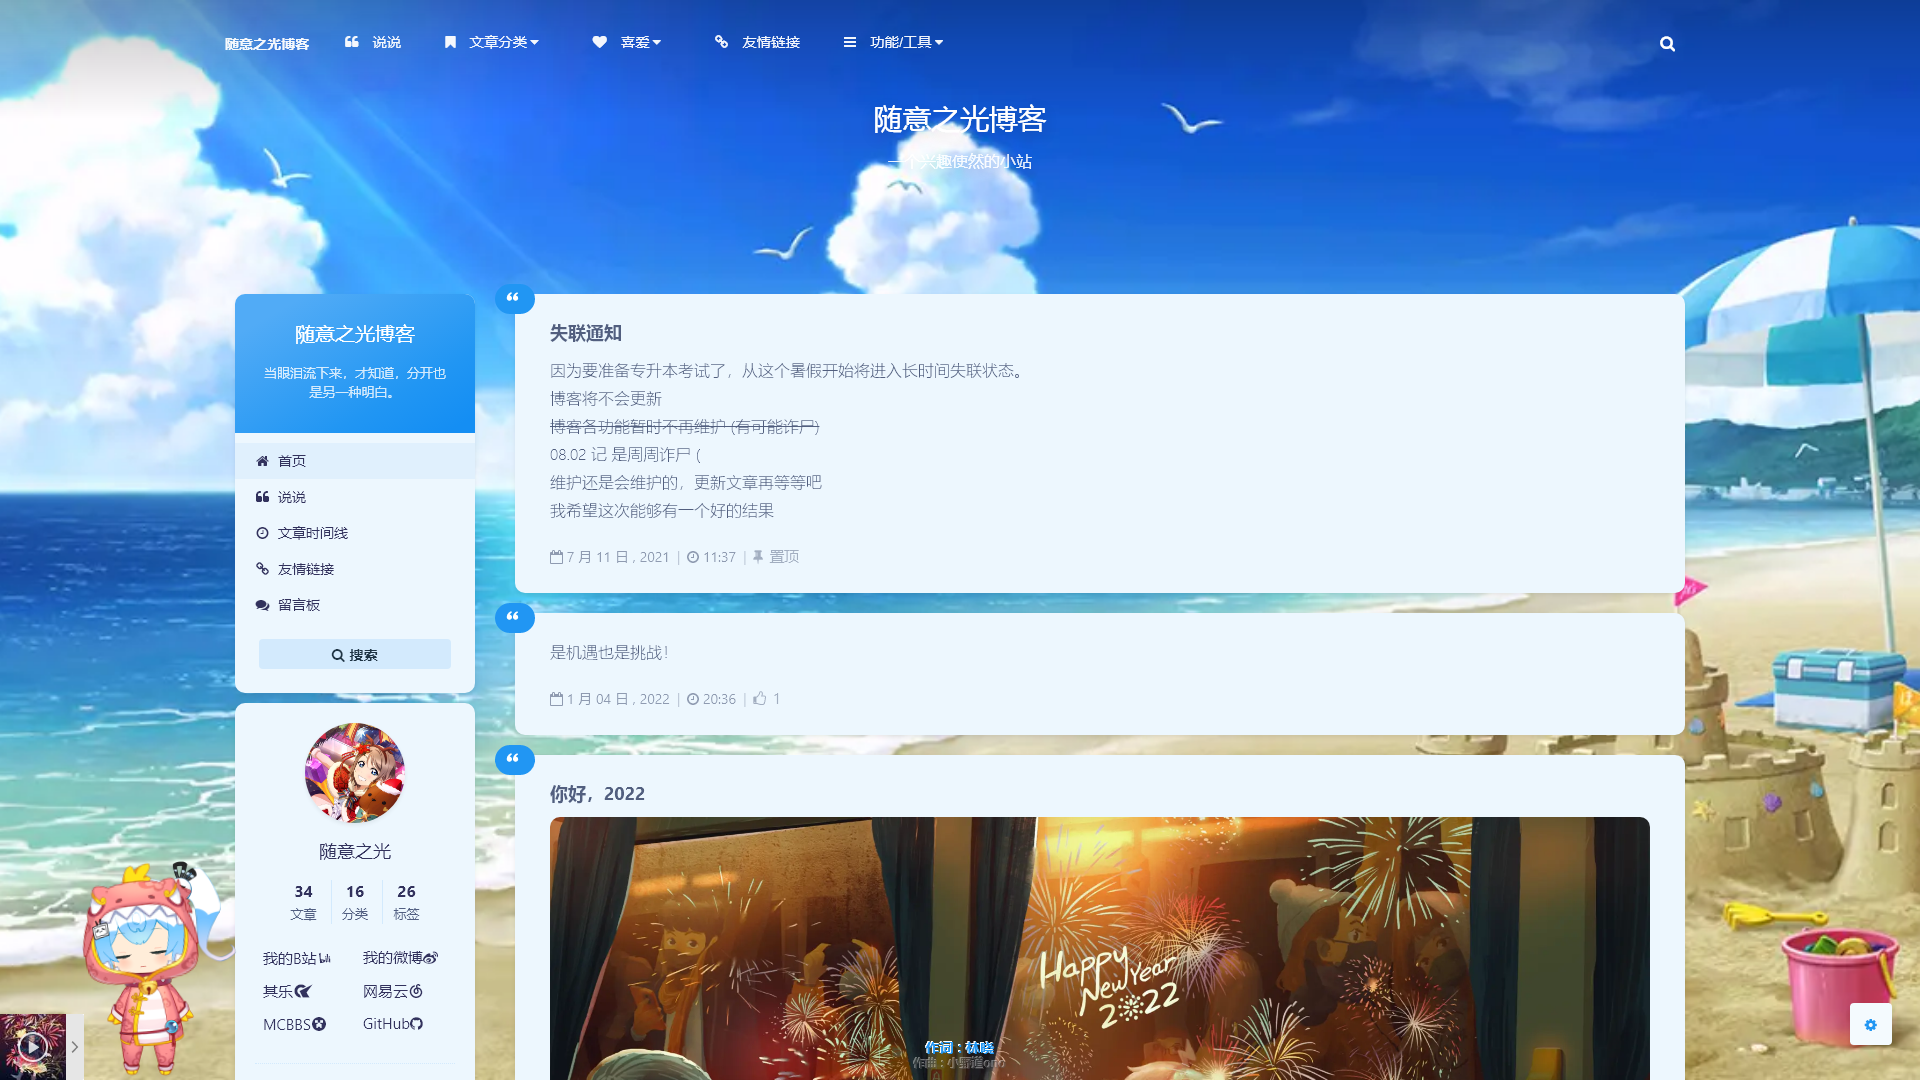 随意之光博客
说说
文章分类
喜爱
友情链接
功能/工具
随意之光博客
一个兴趣使然的小站
随意之光博客
当眼泪流下来，才知道，分开也
是另一种明白。
首页
说说
文章时间线
友情链接
留言板
搜索
随意之光
34 16 26
文章 分类 标签
我的B站 我的微博
其乐 网易云
MCBBS GitHub
失联通知
因为要准备专升本考试了，从这个暑假开始将进入长时间失联状态。
博客将不会更新
博客各功能暂时不再维护 (有可能诈尸)
08.02 记 是周周诈尸 (
维护还是会维护的，更新文章再等等吧
我希望这次能够有一个好的结果
7 月 11 日 , 2021 | 11:37 | 置顶
是机遇也是挑战！
1 月 04 日 , 2022 | 20:36 | 1
你好，2022
Happy
New Year
2022
作词 : 林晓